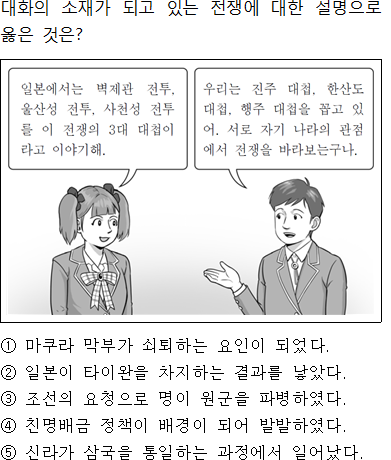 대화의 소재가 되고 있는 전쟁에 대한 설명으로
옳은 것은?
일본에서는 벽제관 전투,
울산성 전투, 사천성 전투
를 이 전쟁의 3대 대첩이
라고 이야기해.
우리는 진주 대첩, 한산도
대첩, 행주 대첩을 꼽고 있
어. 서로 자기 나라의 관점
에서 전쟁을 바라보는구나.
① 마쿠라 막부가 쇠퇴하는 요인이 되었다.
② 일본이 타이완을 차지하는 결과를 낳았다.
③ 조선의 요청으로 명이 원군을 파병하였다.
④ 친명배금 정책이 배경이 되어 발발하였다.
⑤ 신라가 삼국을 통일하는 과정에서 일어났다.